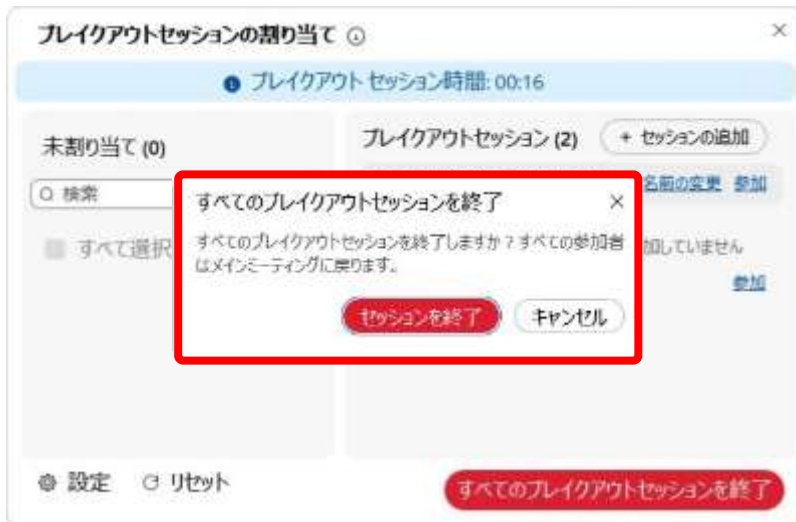 ブレイクアウトセッションの割り当て
ブレイクアウト セッション時間: 00:16
未割り当て (0)
ブレイクアウトセッション (2)
+ セッションの追加
検索
名前の変更 参加
すべて選択
加していません
参加
すべてのブレイクアウトセッションを終了
すべてのブレイクアウトセッションを終了しますか？すべての参加者
はメインミーティングに戻ります。
セッションを終了
キャンセル
設定
リセット
すべてのブレイクアウトセッションを終了